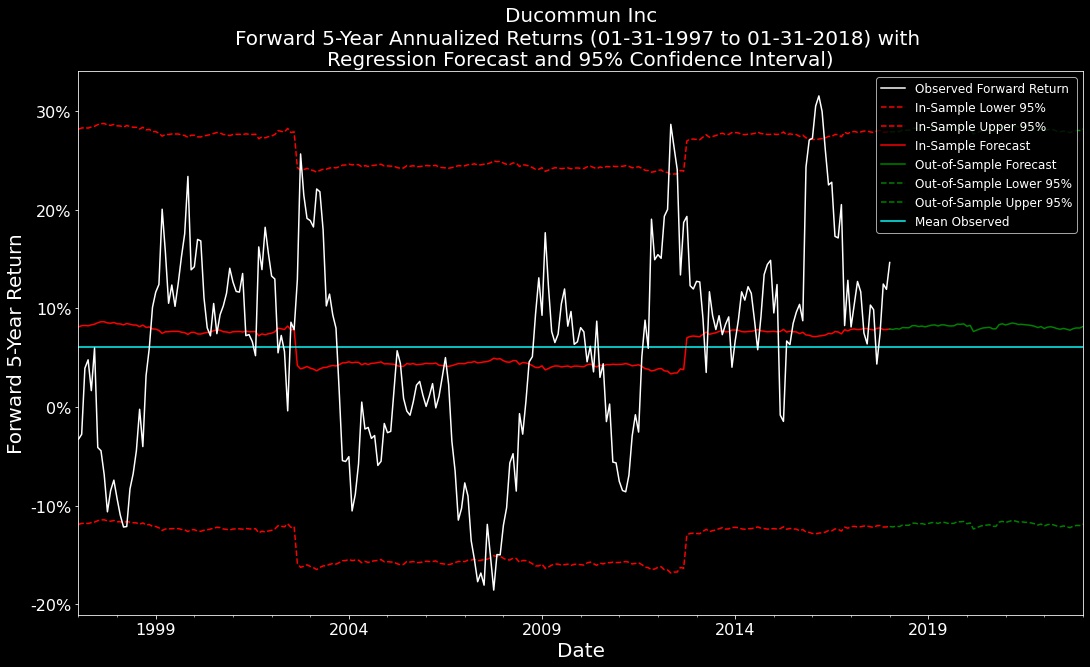 Ducommun Inc
Forward 5-Year Annualized Returns (01-31-1997 to 01-31-2018) with
Regression Forecast and 95% Confidence Interval)
Observed Forward Return
In-Sample Lower 95%
In-Sample Upper 95%
In-Sample Forecast
Out-of-Sample Forecast
Out-of-Sample Lower 95%
Out-of-Sample Upper 95%
Mean Observed
Forward 5-Year Return
30%
20%
10%
0%
-10%
-20%
1999
2004
2009
2014
2019
Date